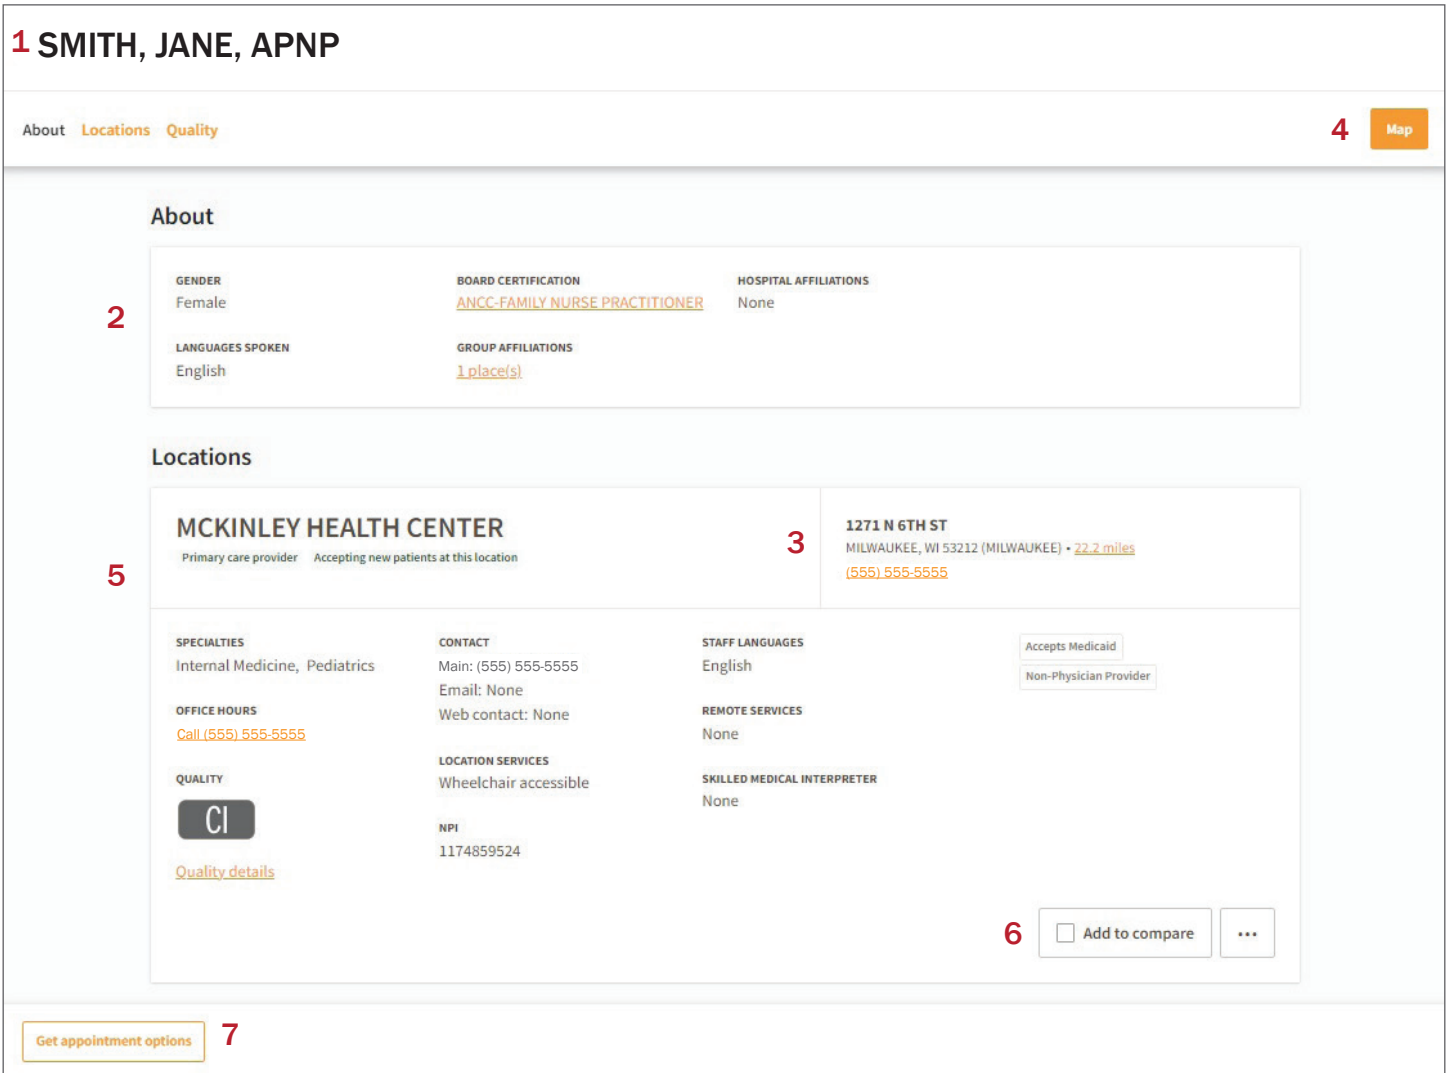 1 SMITH, JANE, APNP
About Locations Quality
4 Map
About
2
GENDER
Female
BOARD CERTIFICATION
ANCC-FAMILY NURSE PRACTITIONER
HOSPITAL AFFILIATIONS
None
LANGUAGES SPOKEN
English
GROUP AFFILIATIONS
1 place(s)
Locations
5
MCKINLEY HEALTH CENTER
Primary care provider Accepting new patients at this location
3
1271 N 6TH ST
MILWAUKEE, WI 53212 (MILWAUKEE) • 22.2 miles
(555) 555-5555
SPECIALTIES
Internal Medicine, Pediatrics
OFFICE HOURS
Call (555) 555-5555
QUALITY
CI
Quality details
CONTACT
Main: (555) 555-5555
Email: None
Web contact: None
LOCATION SERVICES
Wheelchair accessible
NPI
1174859524
STAFF LANGUAGES
English
REMOTE SERVICES
None
SKILLED MEDICAL INTERPRETER
None
Accepts Medicaid
Non-Physician Provider
6 Add to compare ...
Get appointment options 7